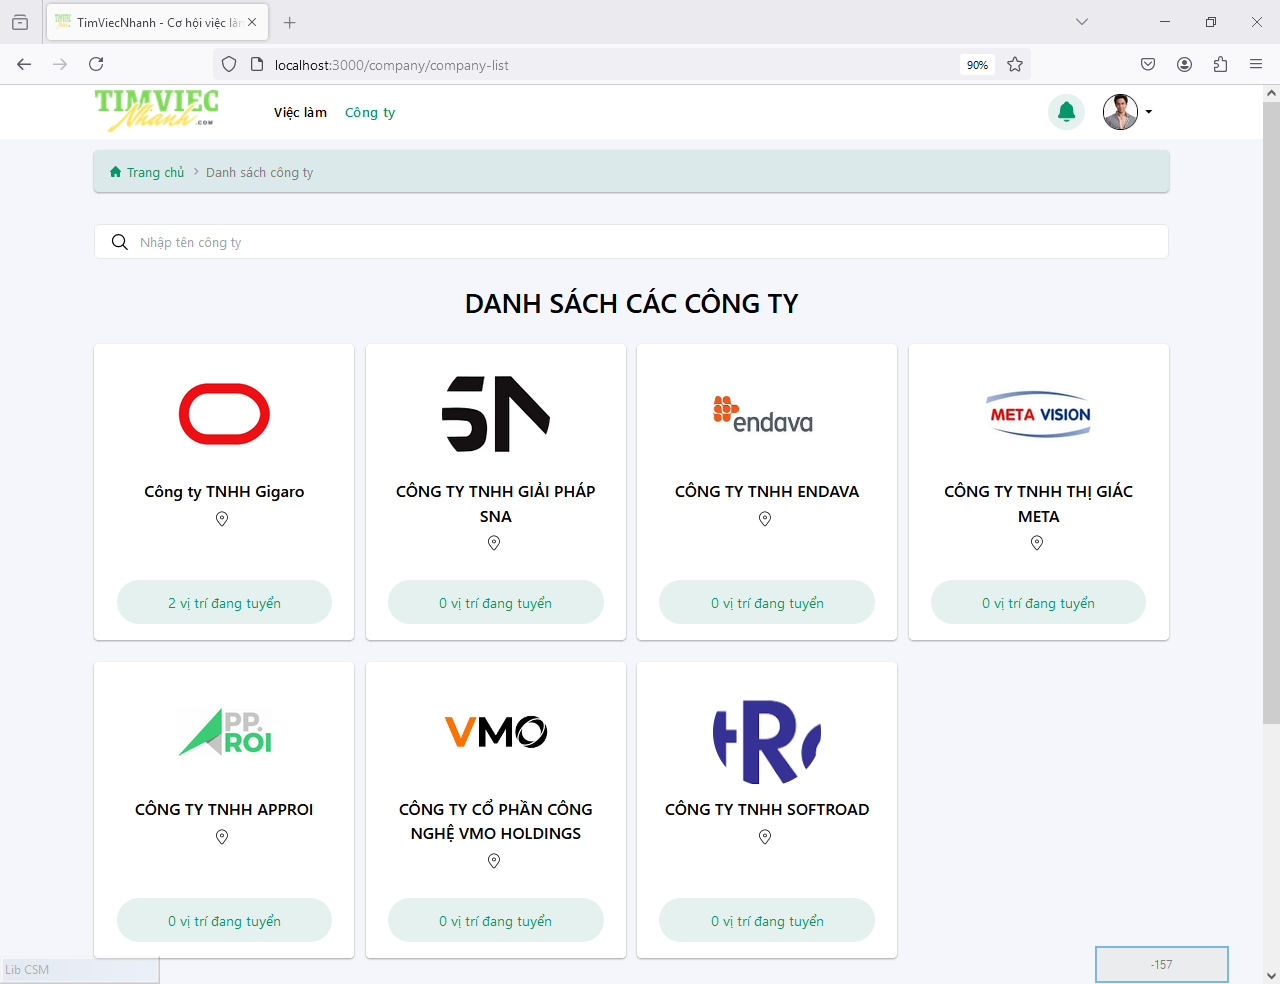 TimViecNhanh - Cơ hội việc làn
localhost:3000/company/company-list
90%
TIMVIEC
Nhanh .COM
Việc làm
Công ty
Trang chủ
Danh sách công ty
Nhập tên công ty
DANH SÁCH CÁC CÔNG TY
SN
endava
META VISION
Công ty TNHH Gigaro
CÔNG TY TNHH GIẢI PHÁP
SNA
CÔNG TY TNHH ENDAVA
CÔNG TY TNHH THỊ GIÁC
META
2 vị trí đang tuyển
0 vị trí đang tuyển
0 vị trí đang tuyển
0 vị trí đang tuyển
PP.
ROI
VMO
R
CÔNG TY TNHH APPROI
CÔNG TY CỔ PHẦN CÔNG
NGHỆ VMO HOLDINGS
CÔNG TY TNHH SOFTROAD
0 vị trí đang tuyển
0 vị trí đang tuyển
0 vị trí đang tuyển
Lib CSM
-157